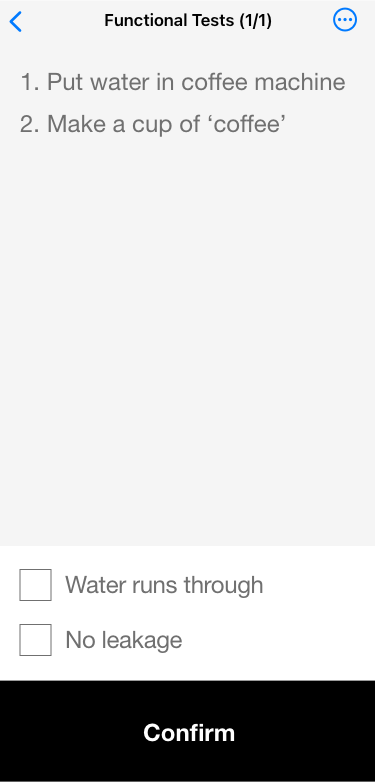 Functional Tests (1/1)
1. Put water in coffee machine
2. Make a cup of ‘coffee’
Water runs through
No leakage
Confirm